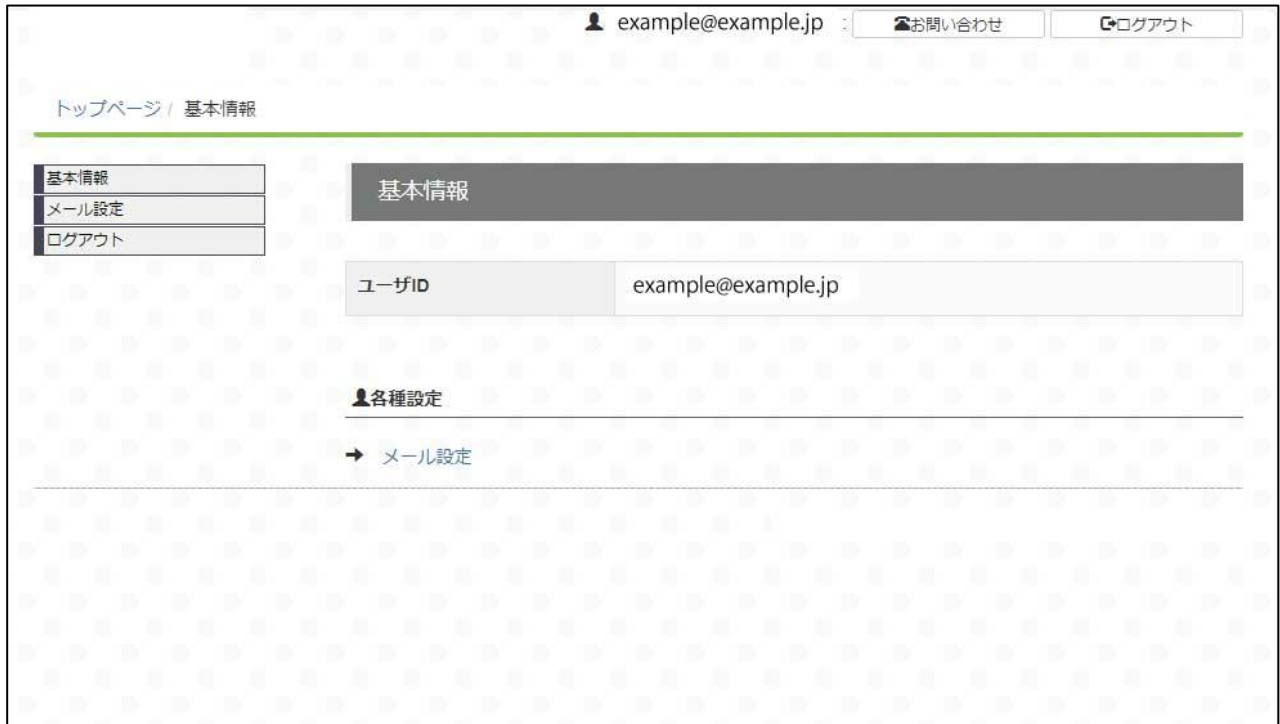 example@example.jp : お問い合わせ ログアウト
トップページ / 基本情報
基本情報
メール設定
ログアウト
基本情報
ユーザID example@example.jp
各種設定
メール設定